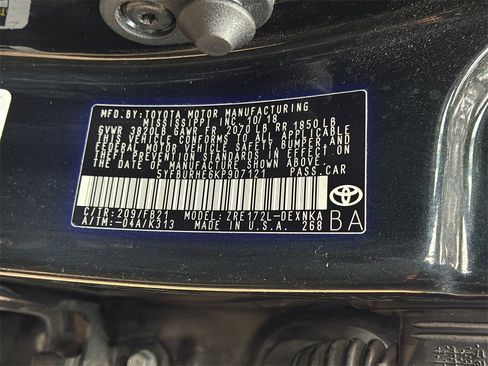 MFD.BY:TOYOTA MOTOR MANUFACTURING
MISSISSIPPI INC. 10/18
GVWR 3820LB GAWR FR 2070 LB RR 1850 LB
THIS VEHICLE CONFORMS TO ALL APPLICABLE
FEDERAL MOTOR VEHICLE SAFETY, BUMPER, AND
THEFT PREVENTION STANDARDS IN EFFECT ON
THE DATE OF MANUFACTURE SHOWN ABOVE.
5YFBURHE6KP907121 PASS.CAR
C/TR:209/FB21 MODEL:ZRE172L-DEXNKA
A/TM:-04A/K313 MADE IN U.S.A. 268
BA